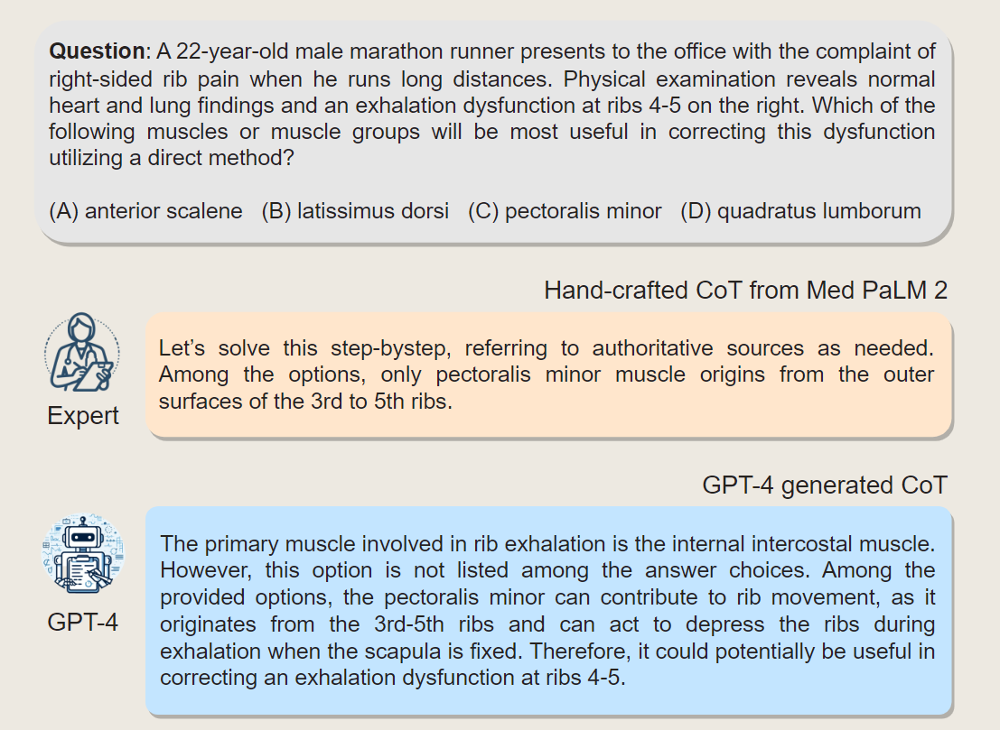 Question: A 22-year-old male marathon runner presents to the office with the complaint of
right-sided rib pain when he runs long distances. Physical examination reveals normal
heart and lung findings and an exhalation dysfunction at ribs 4-5 on the right. Which of the
following muscles or muscle groups will be most useful in correcting this dysfunction
utilizing a direct method?
(A) anterior scalene (B) latissimus dorsi (C) pectoralis minor (D) quadratus lumborum
Hand-crafted CoT from Med PaLM 2
Let's solve this step-bystep, referring to authoritative sources as needed.
Among the options, only pectoralis minor muscle origins from the outer
surfaces of the 3rd to 5th ribs.
Expert
GPT-4 generated CoT
The primary muscle involved in rib exhalation is the internal intercostal muscle.
However, this option is not listed among the answer choices. Among the
provided options, the pectoralis minor can contribute to rib movement, as it
originates from the 3rd-5th ribs and can act to depress the ribs during
exhalation when the scapula is fixed. Therefore, it could potentially be useful in
correcting an exhalation dysfunction at ribs 4-5.
GPT-4